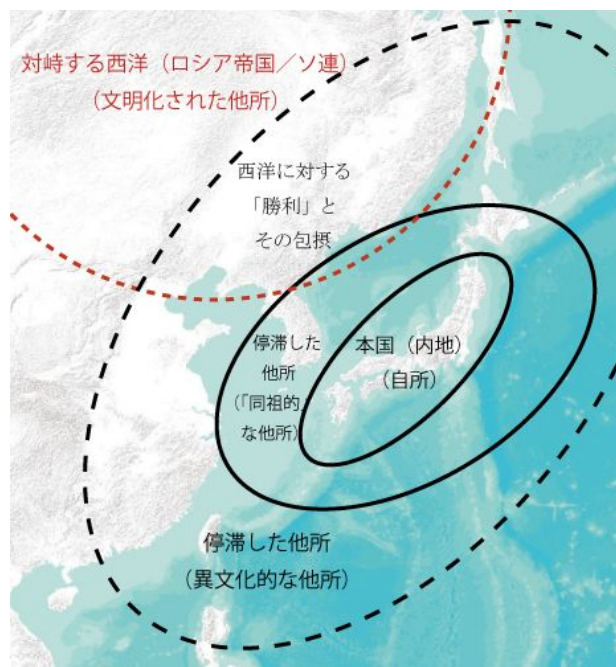 対峙する西洋（ロシア帝国／ソ連）
（文明化された他所）
西洋に対する
「勝利」と
その包摂
停滞した
他所
（「同祖的」
な他所）
本国（内地）
（自所）
停滞した他所
（異文化的な他所）